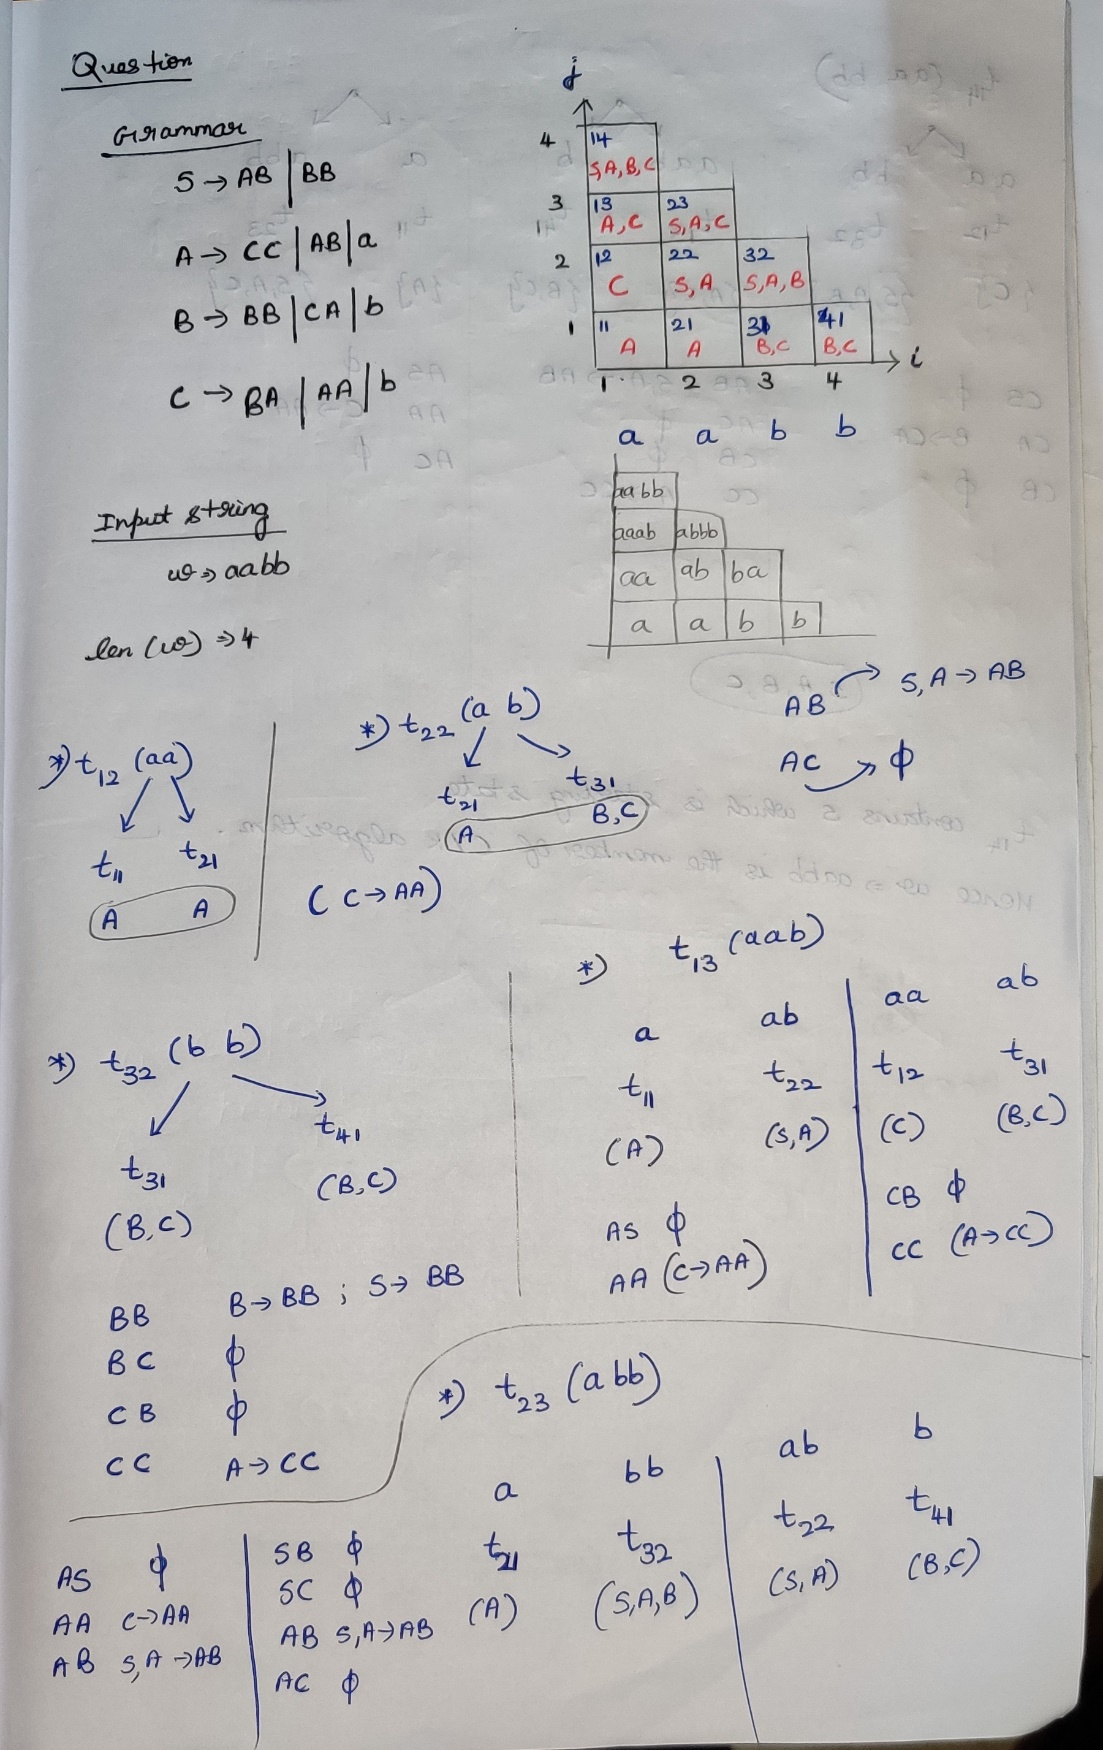 Question
Grammar
S → AB | BB
A → CC | AB | a
B → BB | CA | b
C → BA | AA | b
Input string
w ⇒ aabb
len (w) ⇒ 4
j
4 14
S,A,B,C
3 13 23
A,C S,A,C
2 12 22 32
C S,A S,A,B
1 11 21 31 41
A A B,C B,C
i
1 2 3 4
a a b b
aabb
aaab abbb
aa ab ba
a a b b
*) t12 (aa)
t11 t21
A A
(C → AA)
*) t22 (a b)
t21 t31
A B,C
AB S, A → AB
AC ϕ
*) t32 (b b)
t31 t41
(B,C) (B,C)
BB B → BB ; S → BB
BC ϕ
CB ϕ
CC A → CC
*) t13 (aab)
a ab aa ab
t11 t22 t12 t31
(A) (S,A) (C) (B,C)
AS ϕ CB ϕ
AA (C → AA) CC (A → CC)
*) t23 (abb)
a bb ab b
t21 t32 t22 t41
(A) (S,A,B) (S,A) (B,C)
AS ϕ
AA C → AA
AB S, A → AB
SB ϕ
SC ϕ
AB S, A → AB
AC ϕ